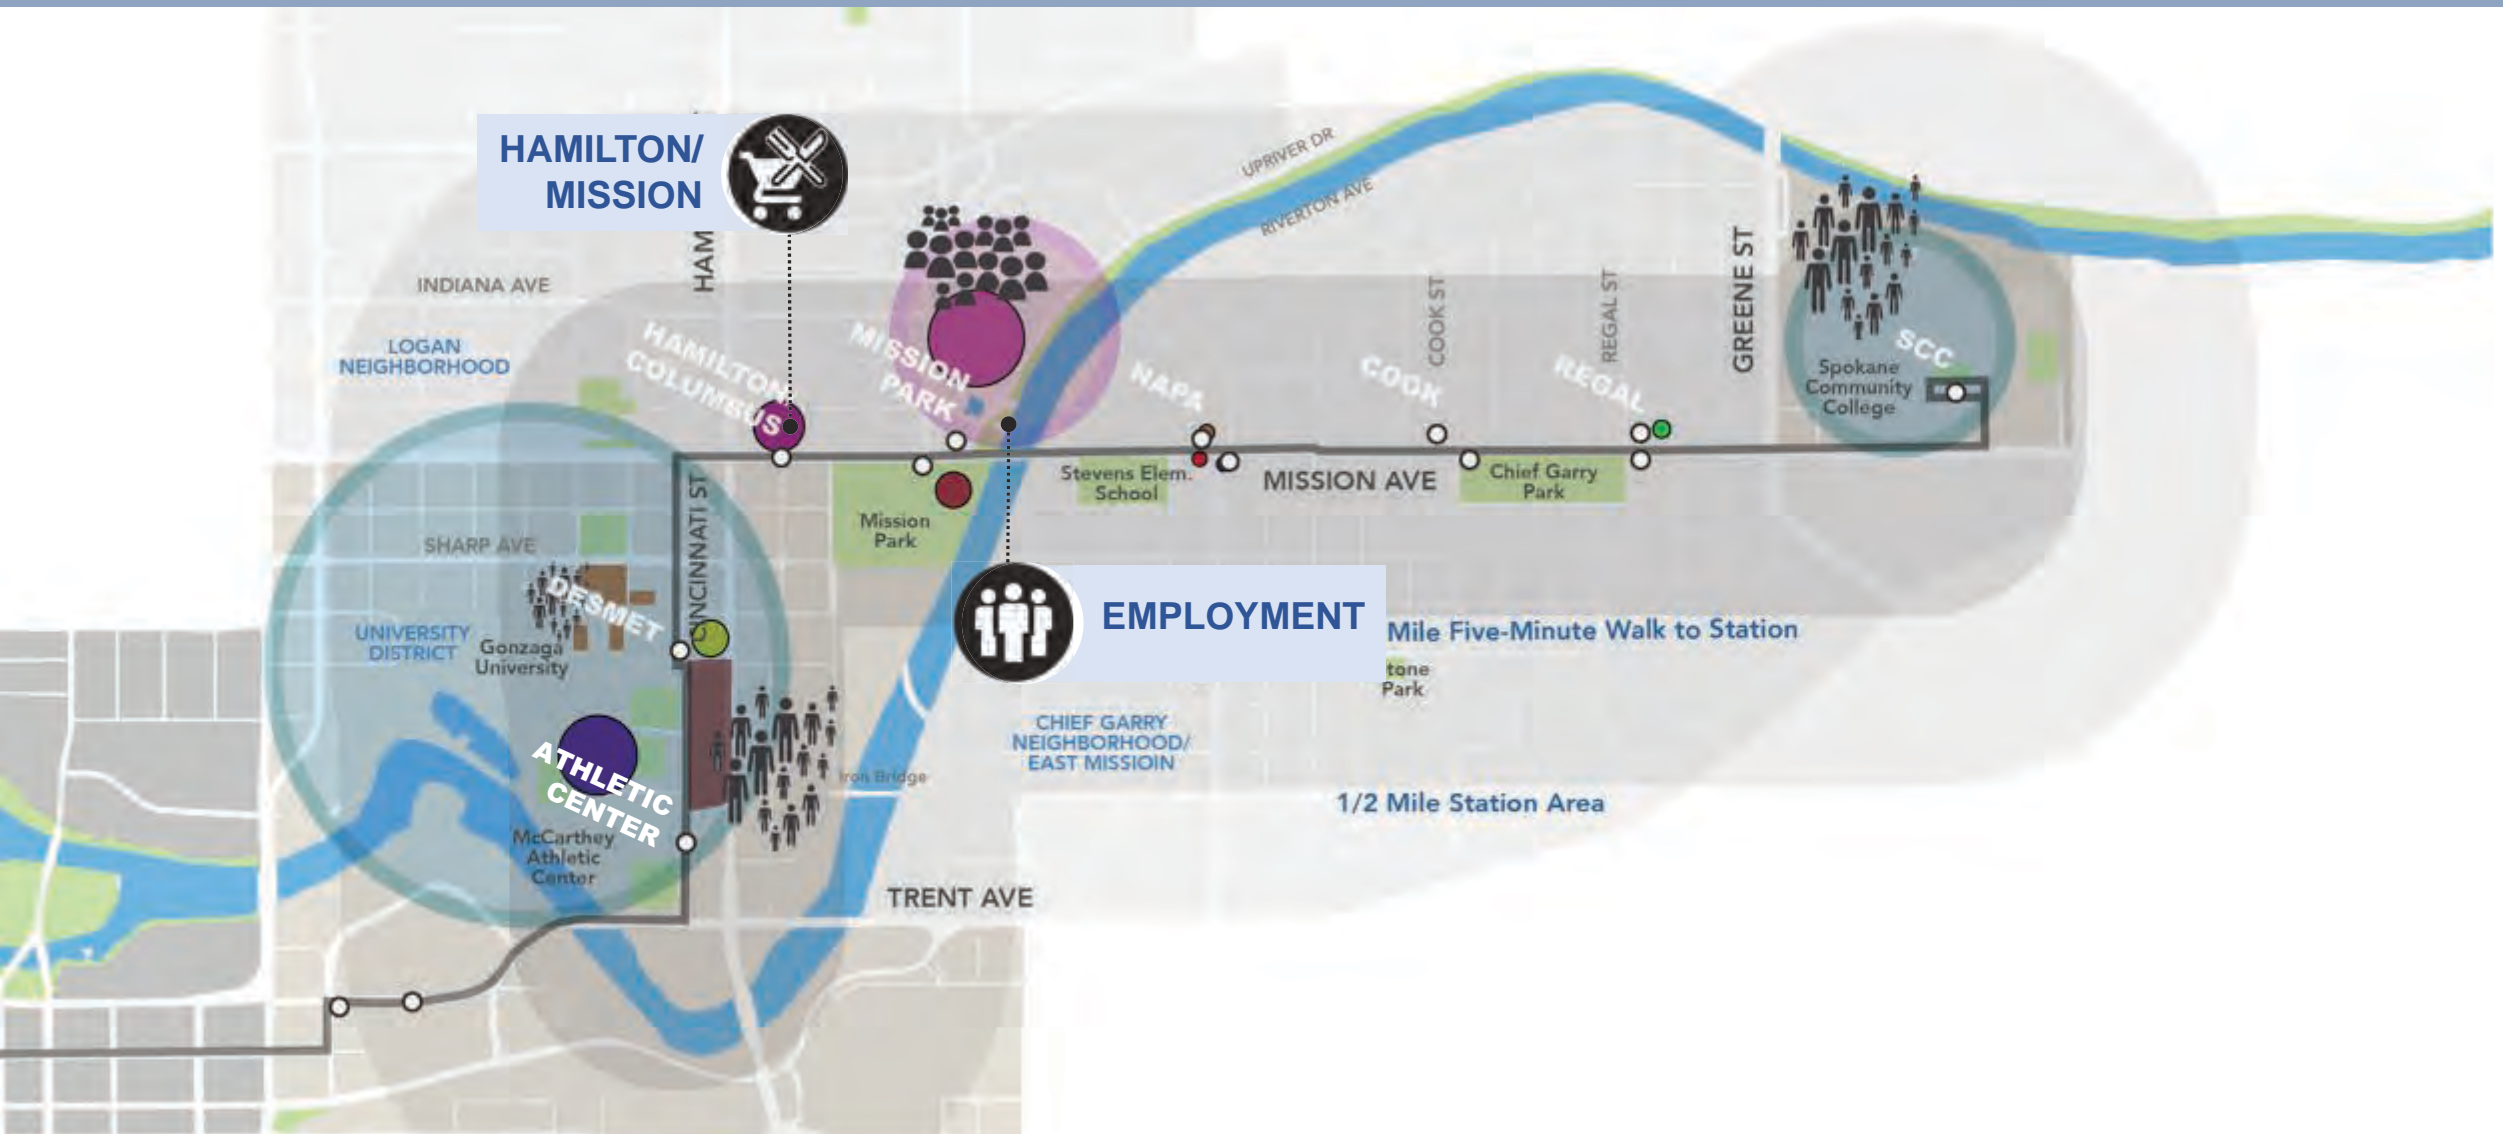 HAMILTON/
MISSION
HAM
UPRIVER DR
RIVERTON AVE
INDIANA AVE
LOGAN
NEIGHBORHOOD
HAMILTON/
COLUMBUS
MISSION
PARK
NAPA
COOK
COOK ST
REGAL
REGAL ST
GREENE ST
SCC
Spokane
Community
College
Stevens Elem.
School
MISSION AVE
Chief Garry
Park
Mission
Park
SHARP AVE
CINCINNATI ST
DESMET
UNIVERSITY
DISTRICT
Gonzaga
University
EMPLOYMENT
Mile Five-Minute Walk to Station
tone
Park
CHIEF GARRY
NEIGHBORHOOD/
EAST MISSIOIN
Iron Bridge
ATHLETIC
CENTER
1/2 Mile Station Area
McCarthey
Athletic
Center
TRENT AVE